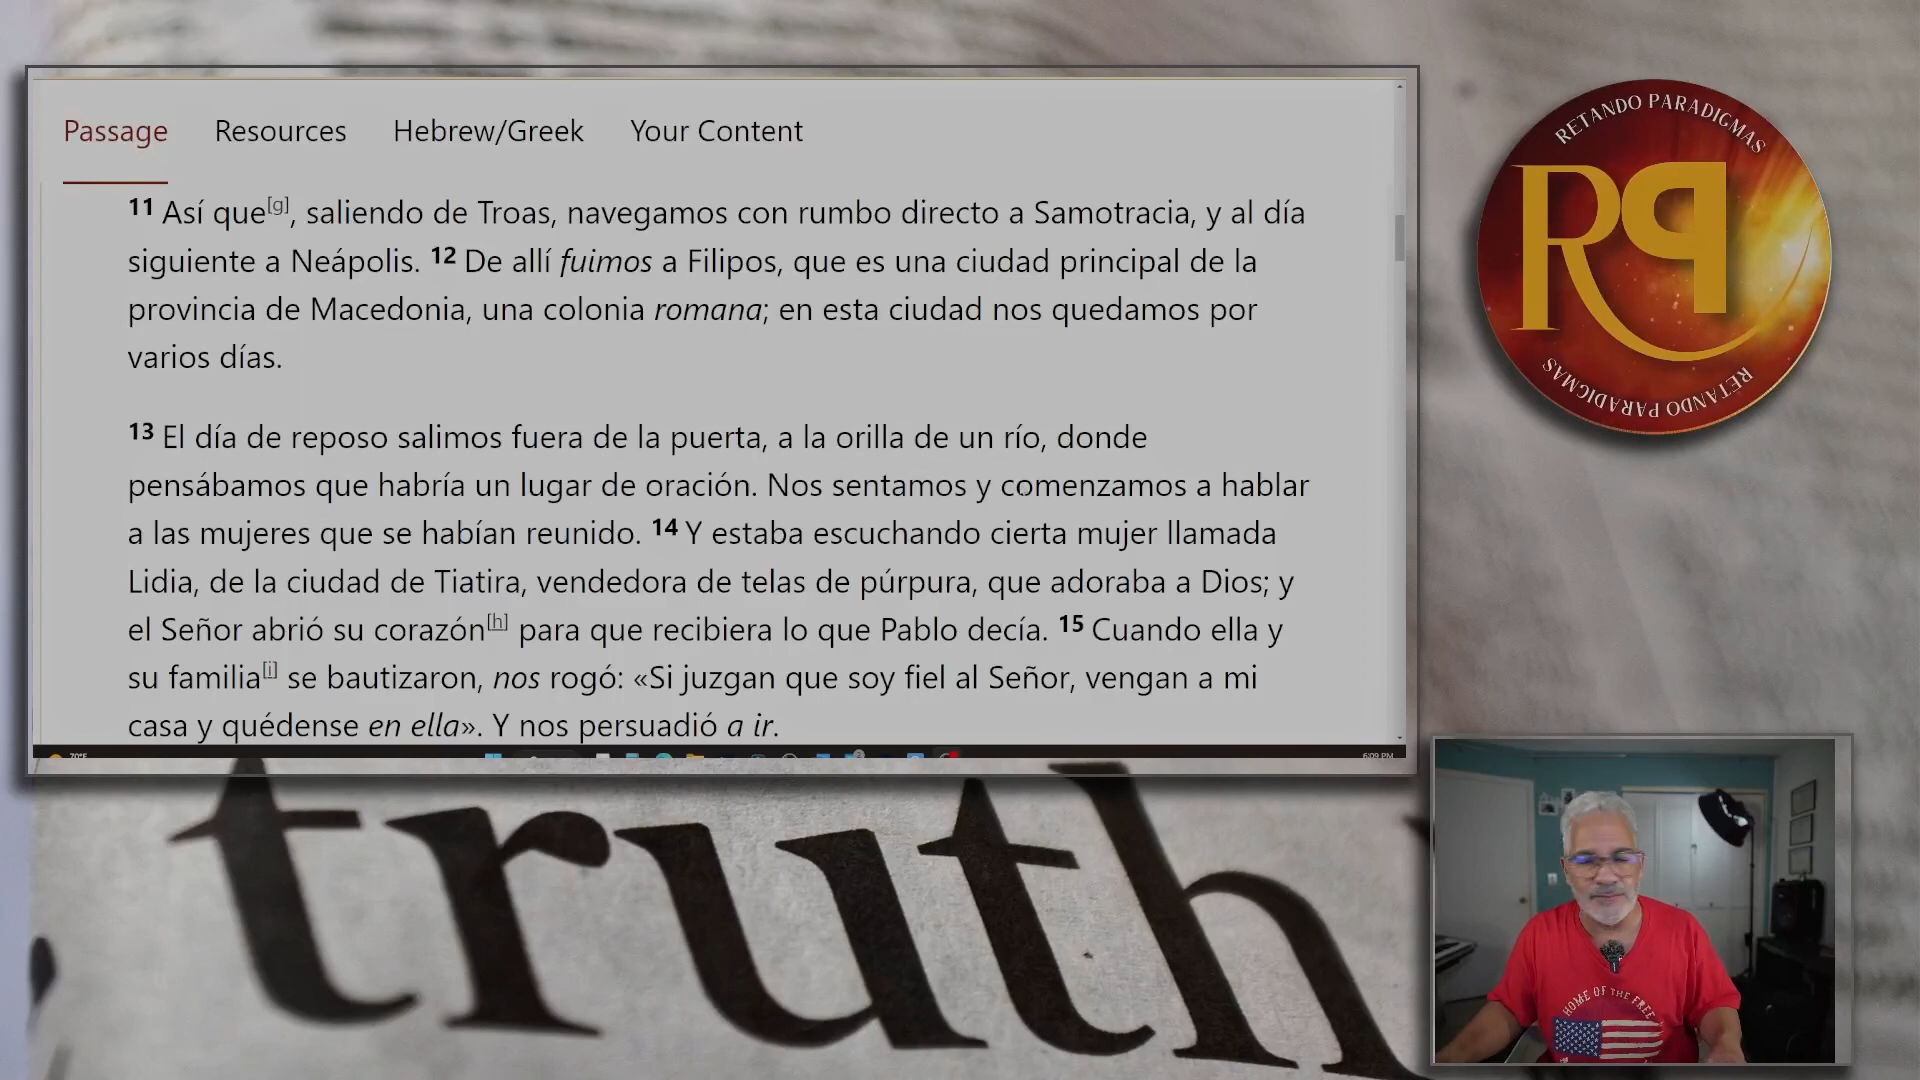 Passage Resources Hebrew/Greek Your Content
11 Así que[g], saliendo de Troas, navegamos con rumbo directo a Samotracia, y al día
siguiente a Neápolis. 12 De allí fuimos a Filipos, que es una ciudad principal de la
provincia de Macedonia, una colonia romana; en esta ciudad nos quedamos por
varios días.
13 El día de reposo salimos fuera de la puerta, a la orilla de un río, donde
pensábamos que habría un lugar de oración. Nos sentamos y comenzamos a hablar
a las mujeres que se habían reunido. 14 Y estaba escuchando cierta mujer llamada
Lidia, de la ciudad de Tiatira, vendedora de telas de púrpura, que adoraba a Dios; y
el Señor abrió su corazón[h] para que recibiera lo que Pablo decía. 15 Cuando ella y
su familia[i] se bautizaron, nos rogó: «Si juzgan que soy fiel al Señor, vengan a mi
casa y quédense en ella». Y nos persuadió a ir.
70°F
6:09 PM
RETANDO PARADIGMAS
RP
RETANDO PARADIGMAS
truth
HOME OF THE FREE